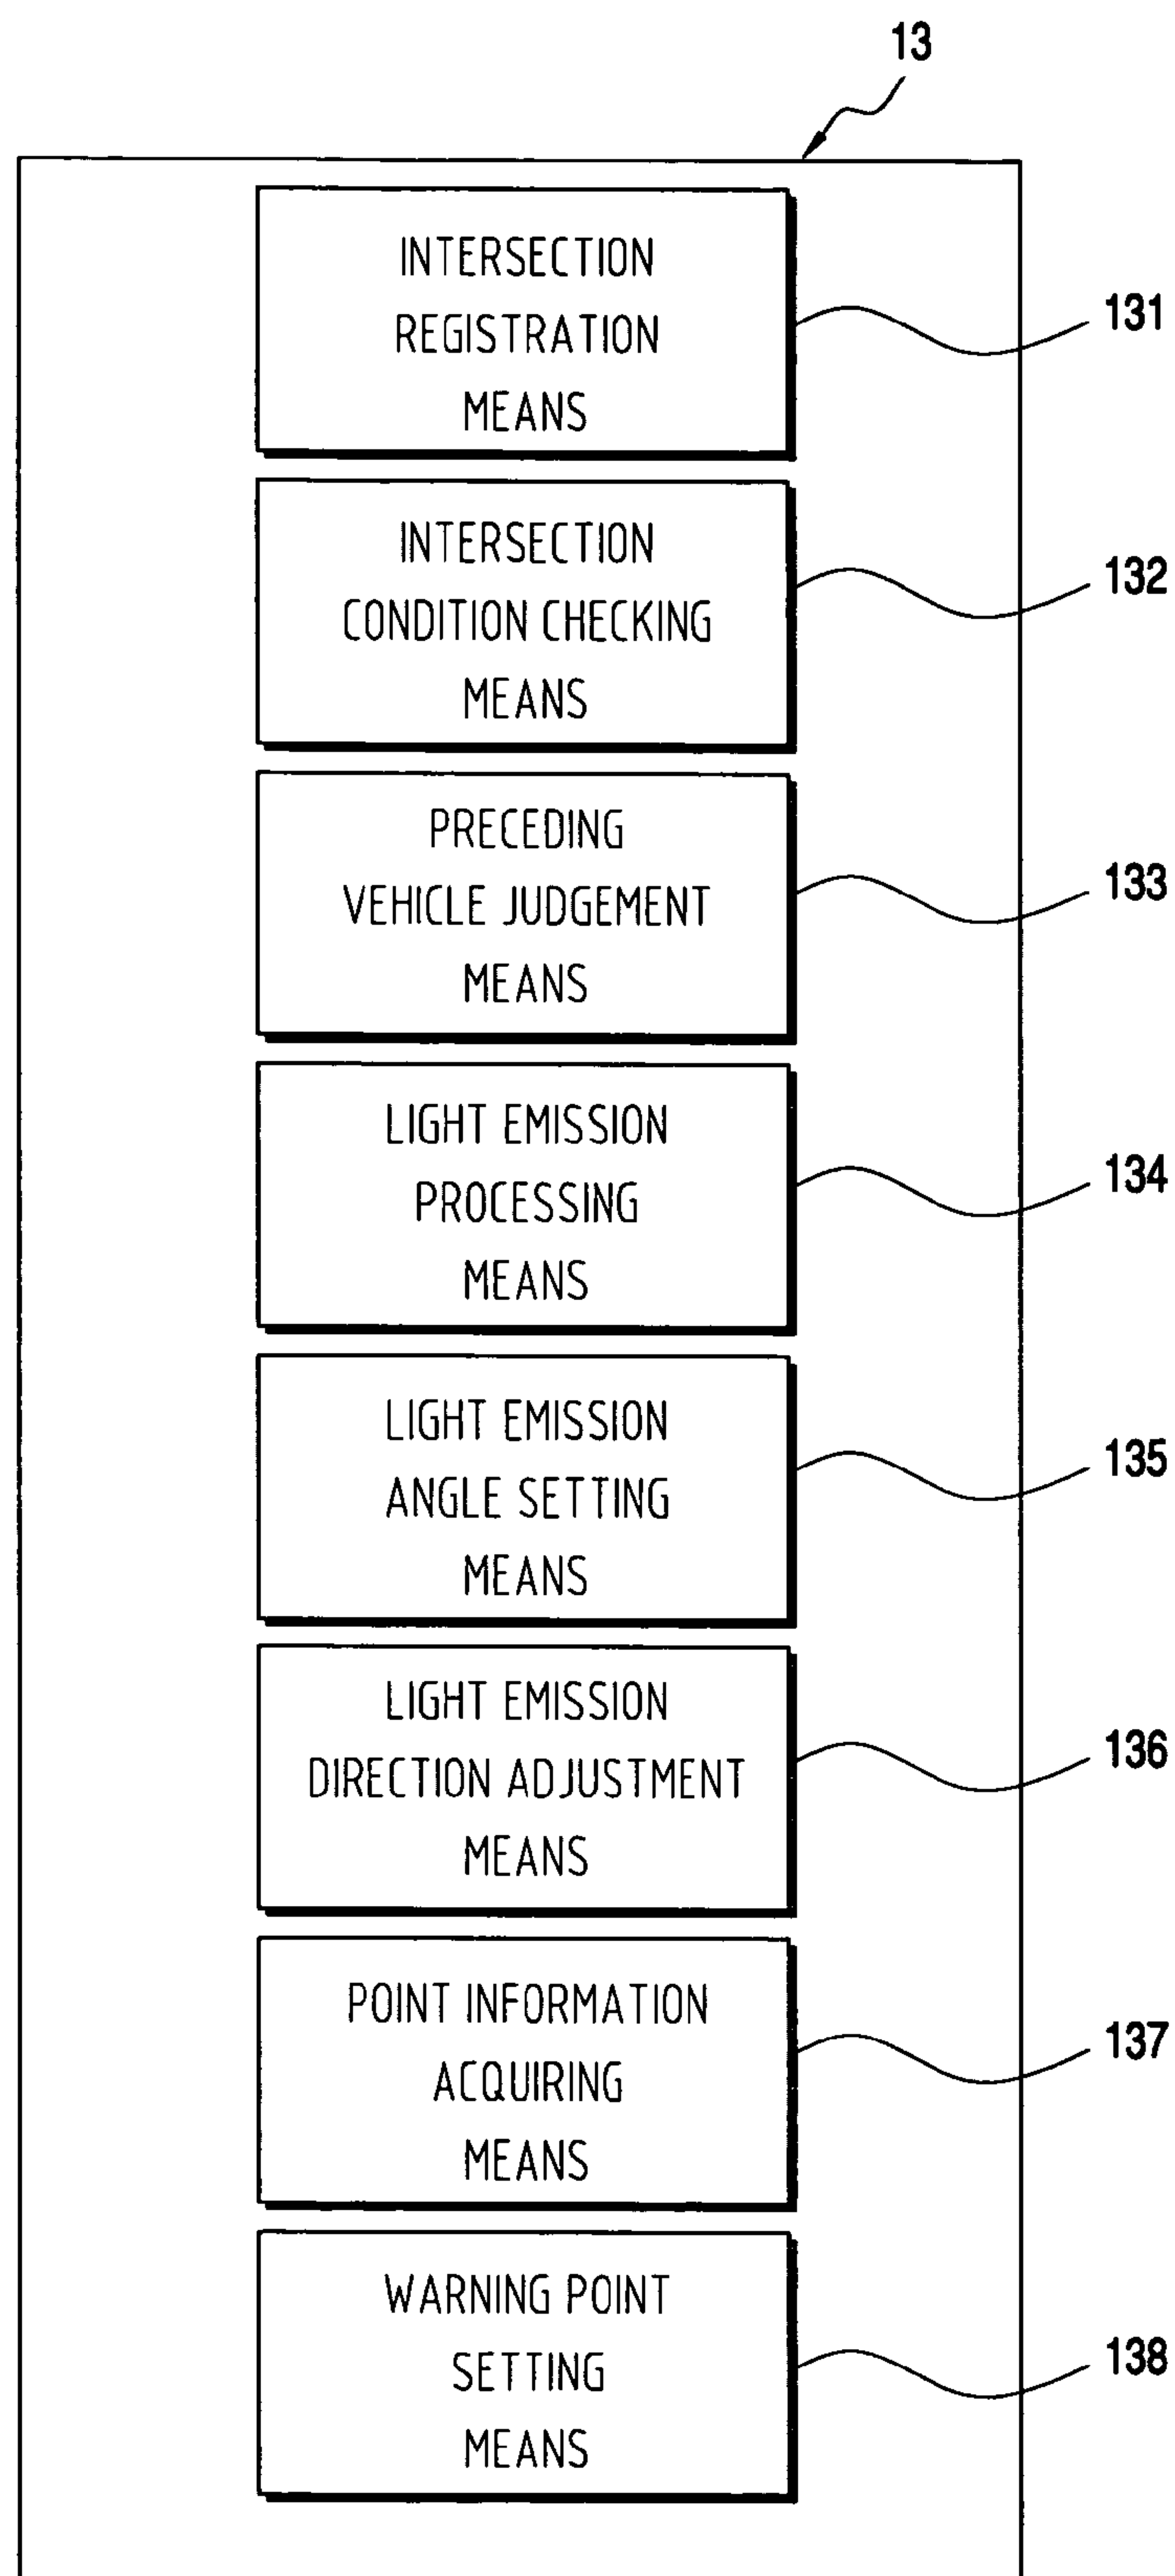 13
INTERSECTION
REGISTRATION
MEANS
131
INTERSECTION
CONDITION CHECKING
MEANS
132
PRECEDING
VEHICLE JUDGEMENT
MEANS
133
LIGHT EMISSION
PROCESSING
MEANS
134
LIGHT EMISSION
ANGLE SETTING
MEANS
135
LIGHT EMISSION
DIRECTION ADJUSTMENT
MEANS
136
POINT INFORMATION
ACQUIRING
MEANS
137
WARNING POINT
SETTING
MEANS
138